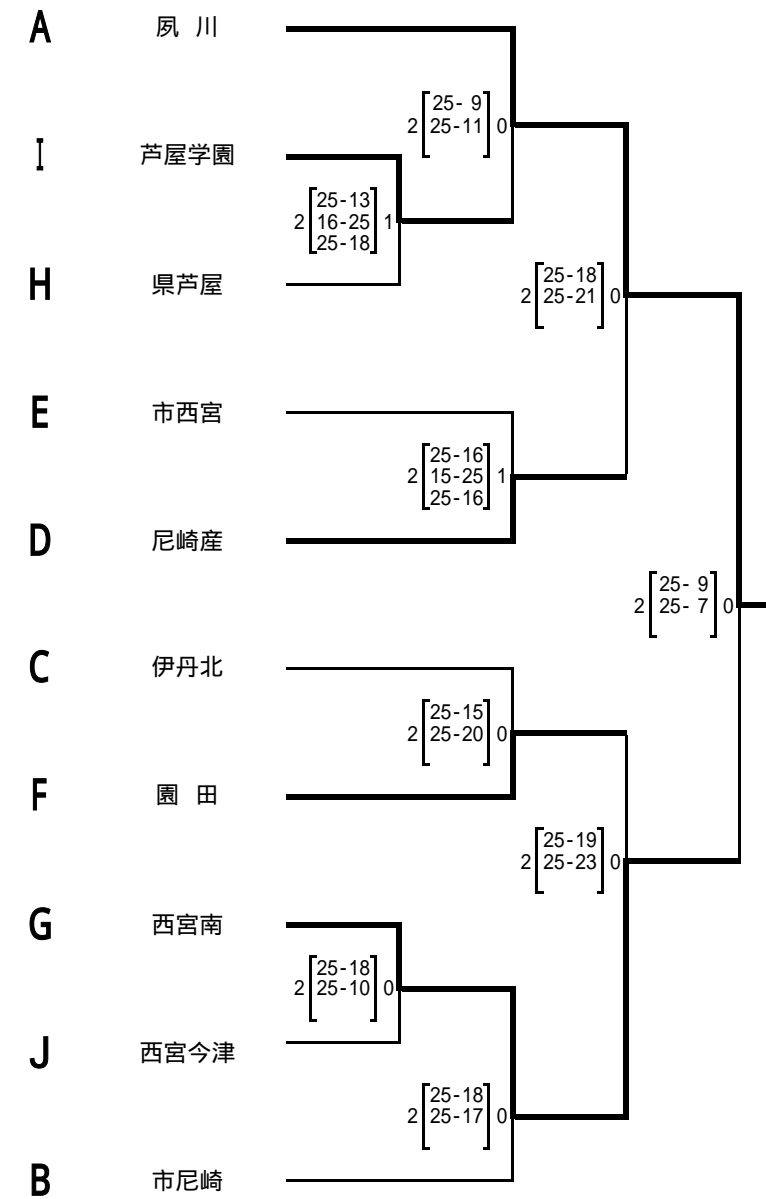 A 夙 川
2 25- 9 0
25-11
I 芦屋学園
2 25-13 1
16-25
25-18
H 県芦屋
2 25-18 0
25-21
E 市西宮
2 25-16 1
15-25
25-16
D 尼崎産
2 25- 9 0
25- 7
C 伊丹北
2 25-15 0
25-20
F 園 田
2 25-19 0
25-23
G 西宮南
2 25-18 0
25-10
J 西宮今津
2 25-18 0
25-17
B 市尼崎